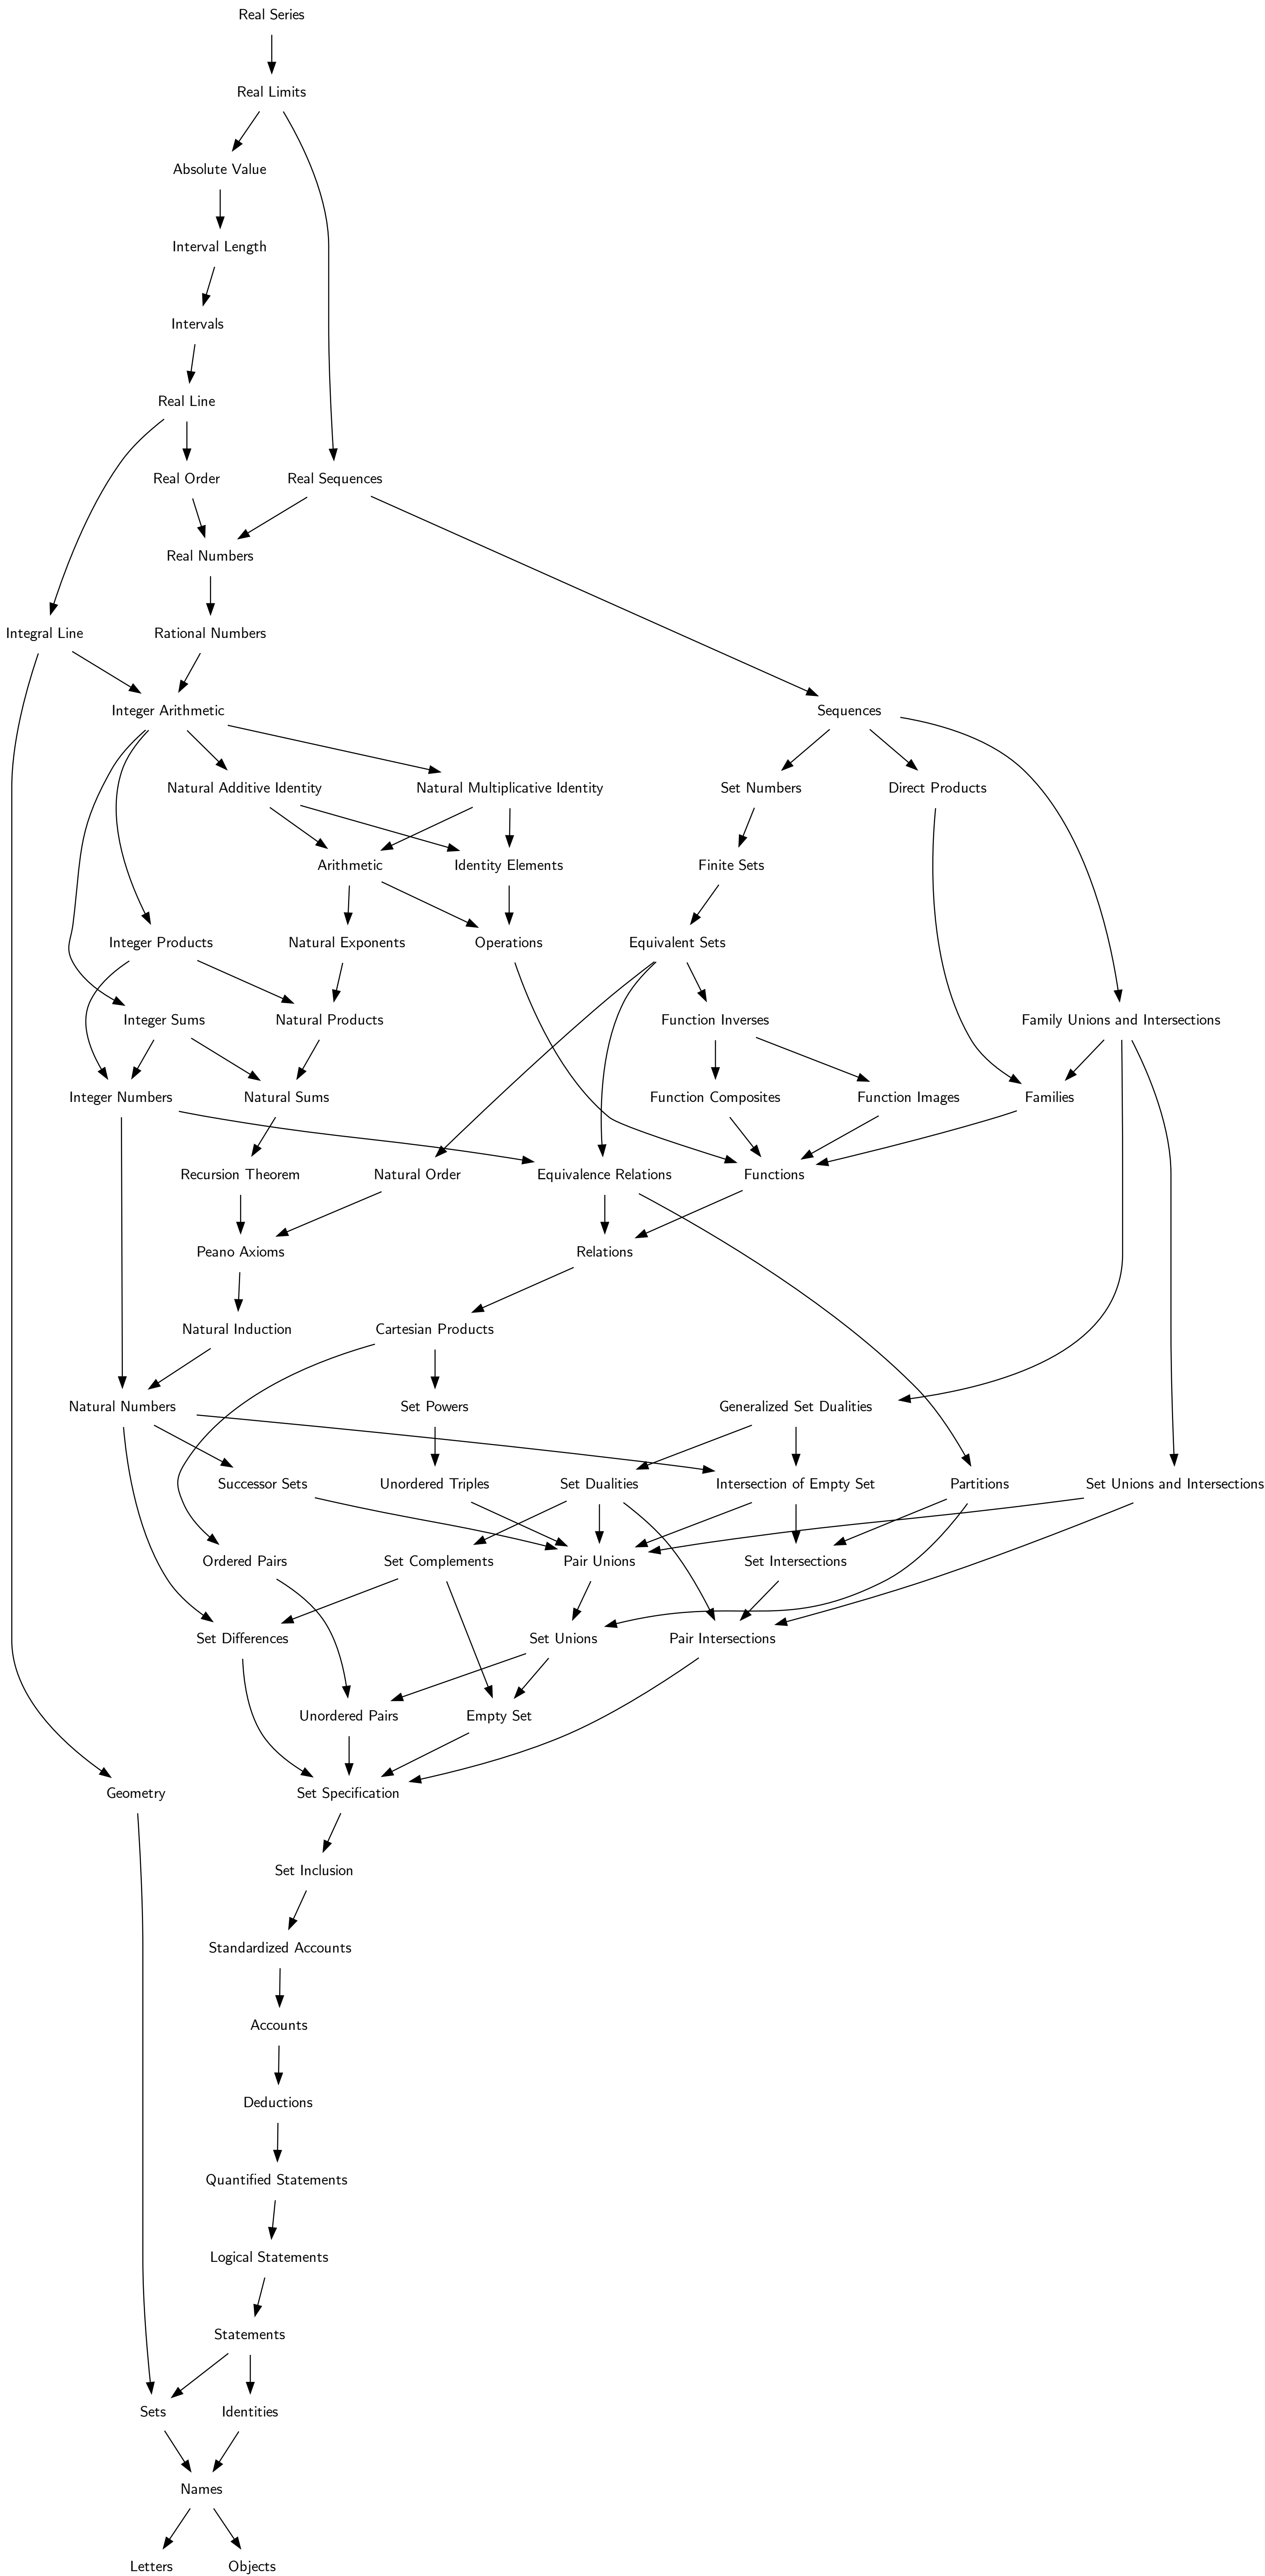 Real Series
Real Limits
Absolute Value
Interval Length
Intervals
Real Line
Real Order
Real Sequences
Real Numbers
Integral Line
Rational Numbers
Integer Arithmetic
Sequences
Natural Additive Identity
Natural Multiplicative Identity
Set Numbers
Direct Products
Arithmetic
Identity Elements
Finite Sets
Integer Products
Natural Exponents
Operations
Equivalent Sets
Integer Sums
Natural Products
Function Inverses
Family Unions and Intersections
Integer Numbers
Natural Sums
Function Composites
Function Images
Families
Recursion Theorem
Natural Order
Equivalence Relations
Functions
Peano Axioms
Relations
Natural Induction
Cartesian Products
Natural Numbers
Set Powers
Generalized Set Dualities
Successor Sets
Unordered Triples
Set Dualities
Intersection of Empty Set
Partitions
Set Unions and Intersections
Ordered Pairs
Set Complements
Pair Unions
Set Intersections
Set Differences
Set Unions
Pair Intersections
Unordered Pairs
Empty Set
Geometry
Set Specification
Set Inclusion
Standardized Accounts
Accounts
Deductions
Quantified Statements
Logical Statements
Statements
Sets
Identities
Names
Letters
Objects